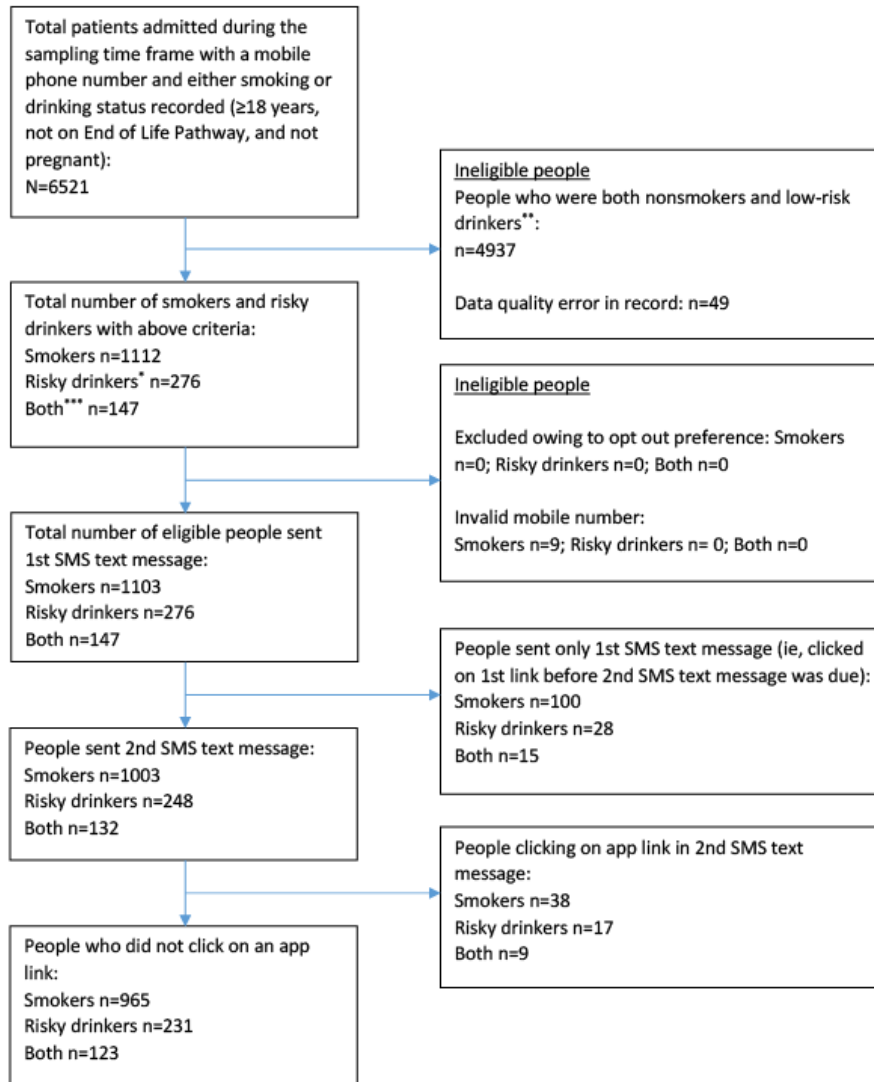 Total patients admitted during the
sampling time frame with a mobile
phone number and either smoking or
drinking status recorded (≥18 years,
not on End of Life Pathway, and not
pregnant):
N=6521
Ineligible people
People who were both nonsmokers and low-risk
drinkers**:
n=4937
Data quality error in record: n=49
Total number of smokers and risky
drinkers with above criteria:
Smokers n=1112
Risky drinkers* n=276
Both*** n=147
Ineligible people
Excluded owing to opt out preference: Smokers
n=0; Risky drinkers n=0; Both n=0
Invalid mobile number:
Smokers n=9; Risky drinkers n= 0; Both n=0
Total number of eligible people sent
1st SMS text message:
Smokers n=1103
Risky drinkers n=276
Both n=147
People sent only 1st SMS text message (ie, clicked
on 1st link before 2nd SMS text message was due):
Smokers n=100
Risky drinkers n=28
Both n=15
People sent 2nd SMS text message:
Smokers n=1003
Risky drinkers n=248
Both n=132
People clicking on app link in 2nd SMS text
message:
Smokers n=38
Risky drinkers n=17
Both n=9
People who did not click on an app
link:
Smokers n=965
Risky drinkers n=231
Both n=123